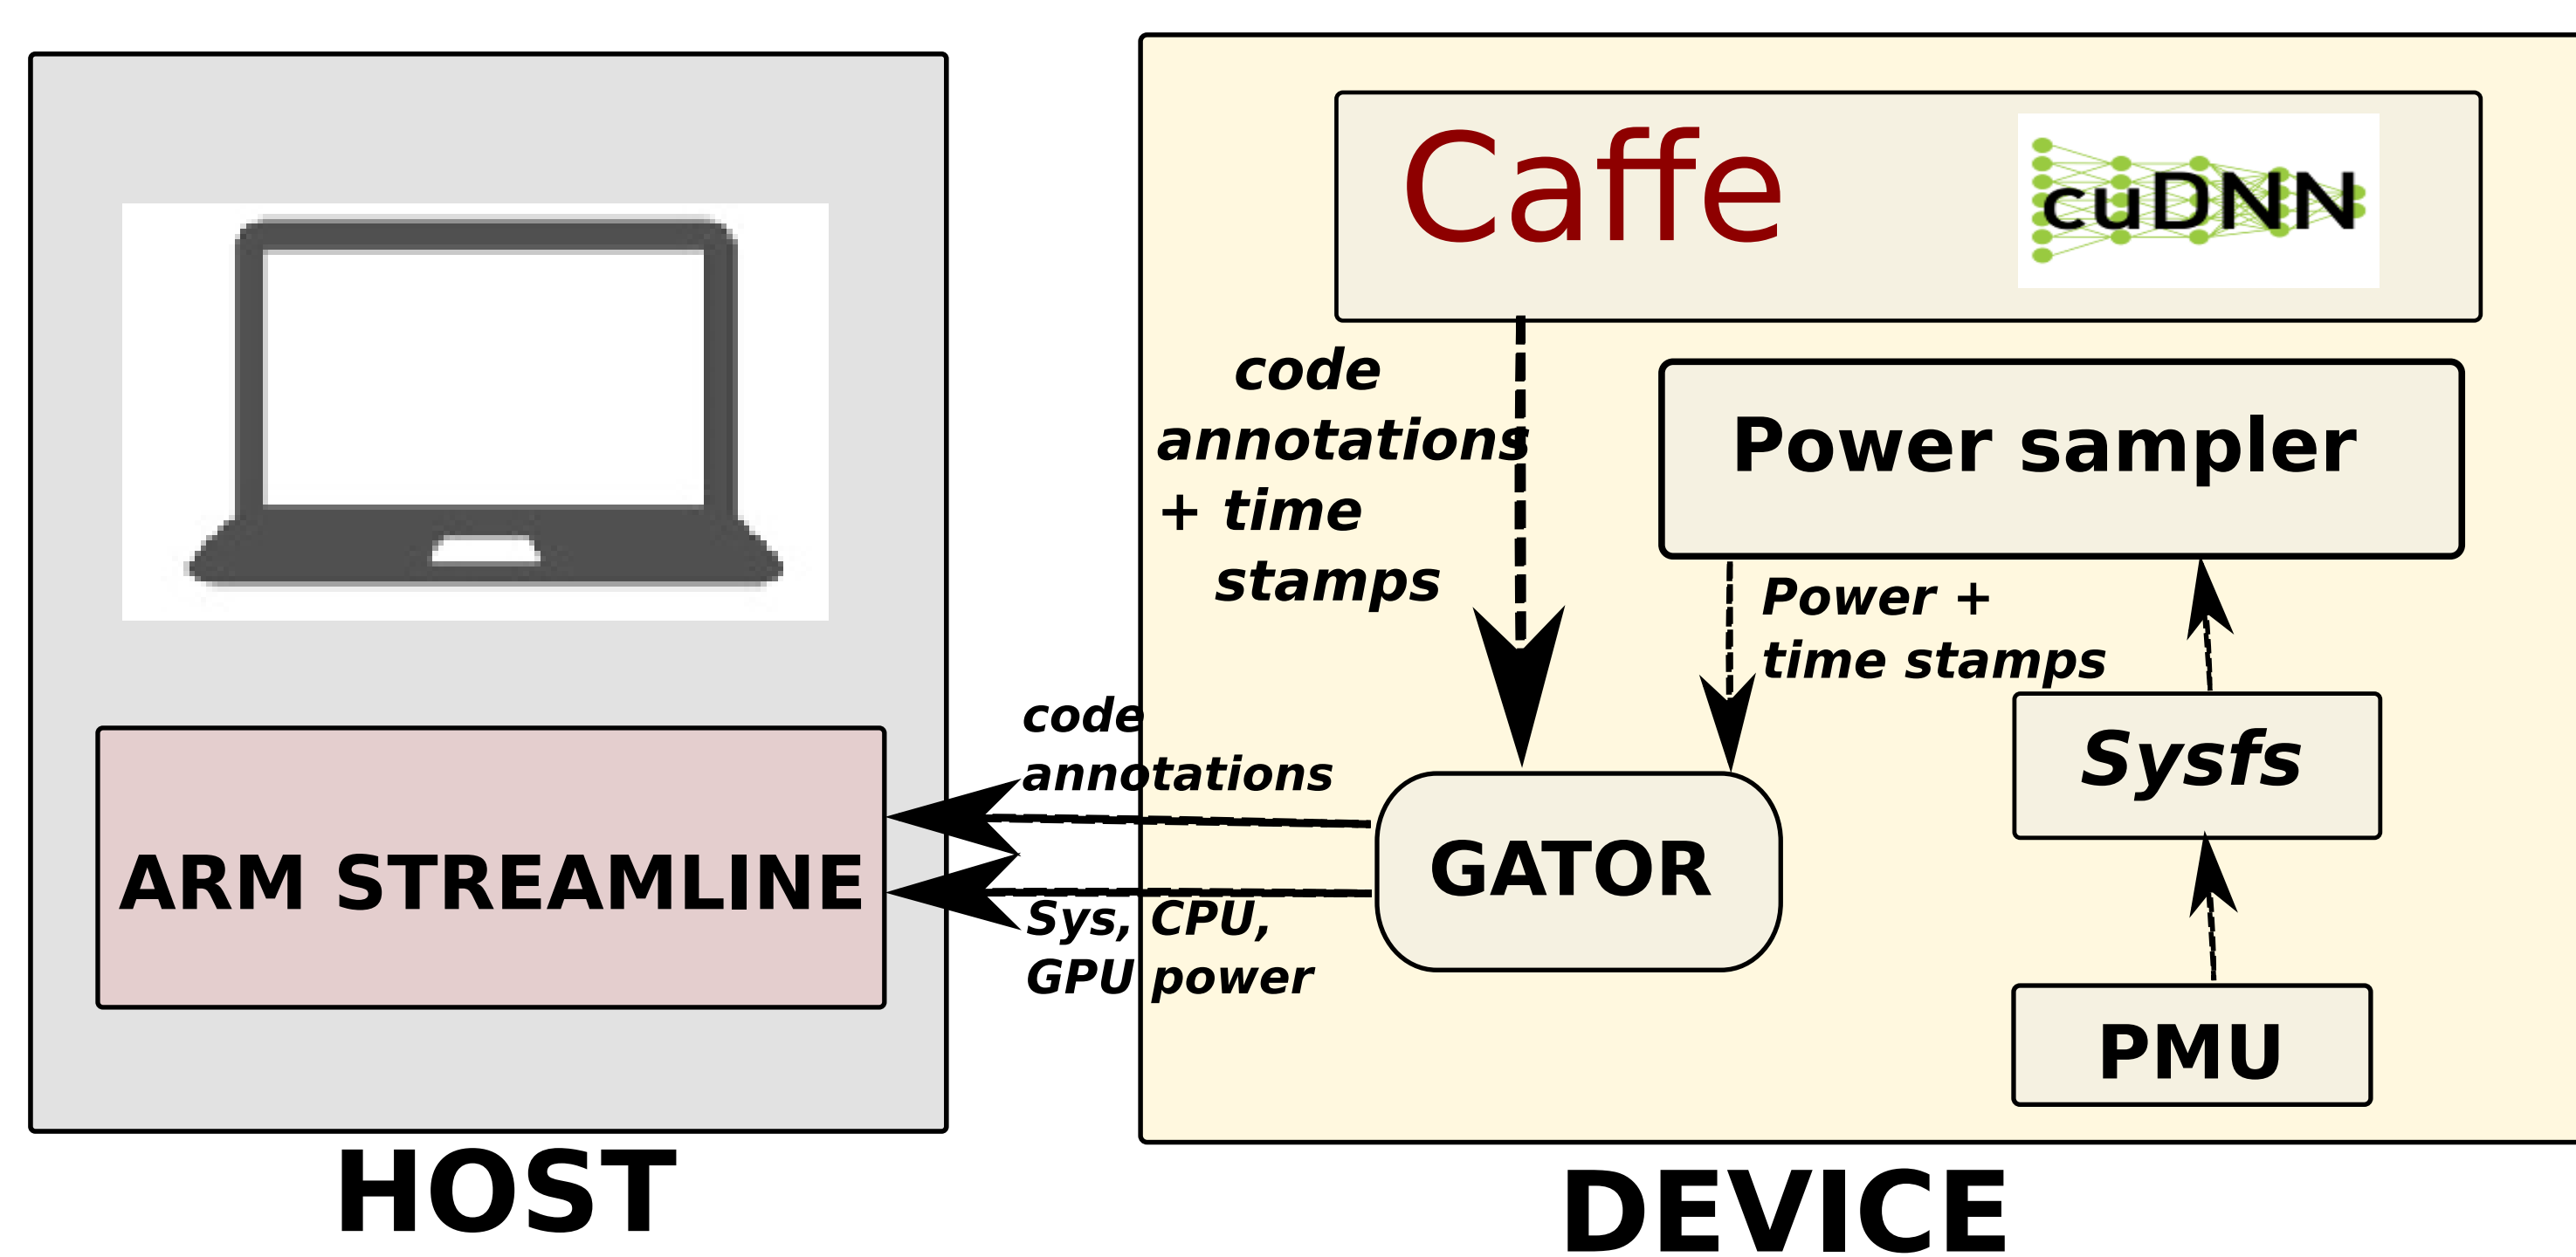 Caffe
cuDNN
code
annotations
+ time
stamps
Power sampler
Power +
time stamps
code
annotations
Sysfs
ARM STREAMLINE
GATOR
Sys, CPU,
GPU power
PMU
HOST
DEVICE